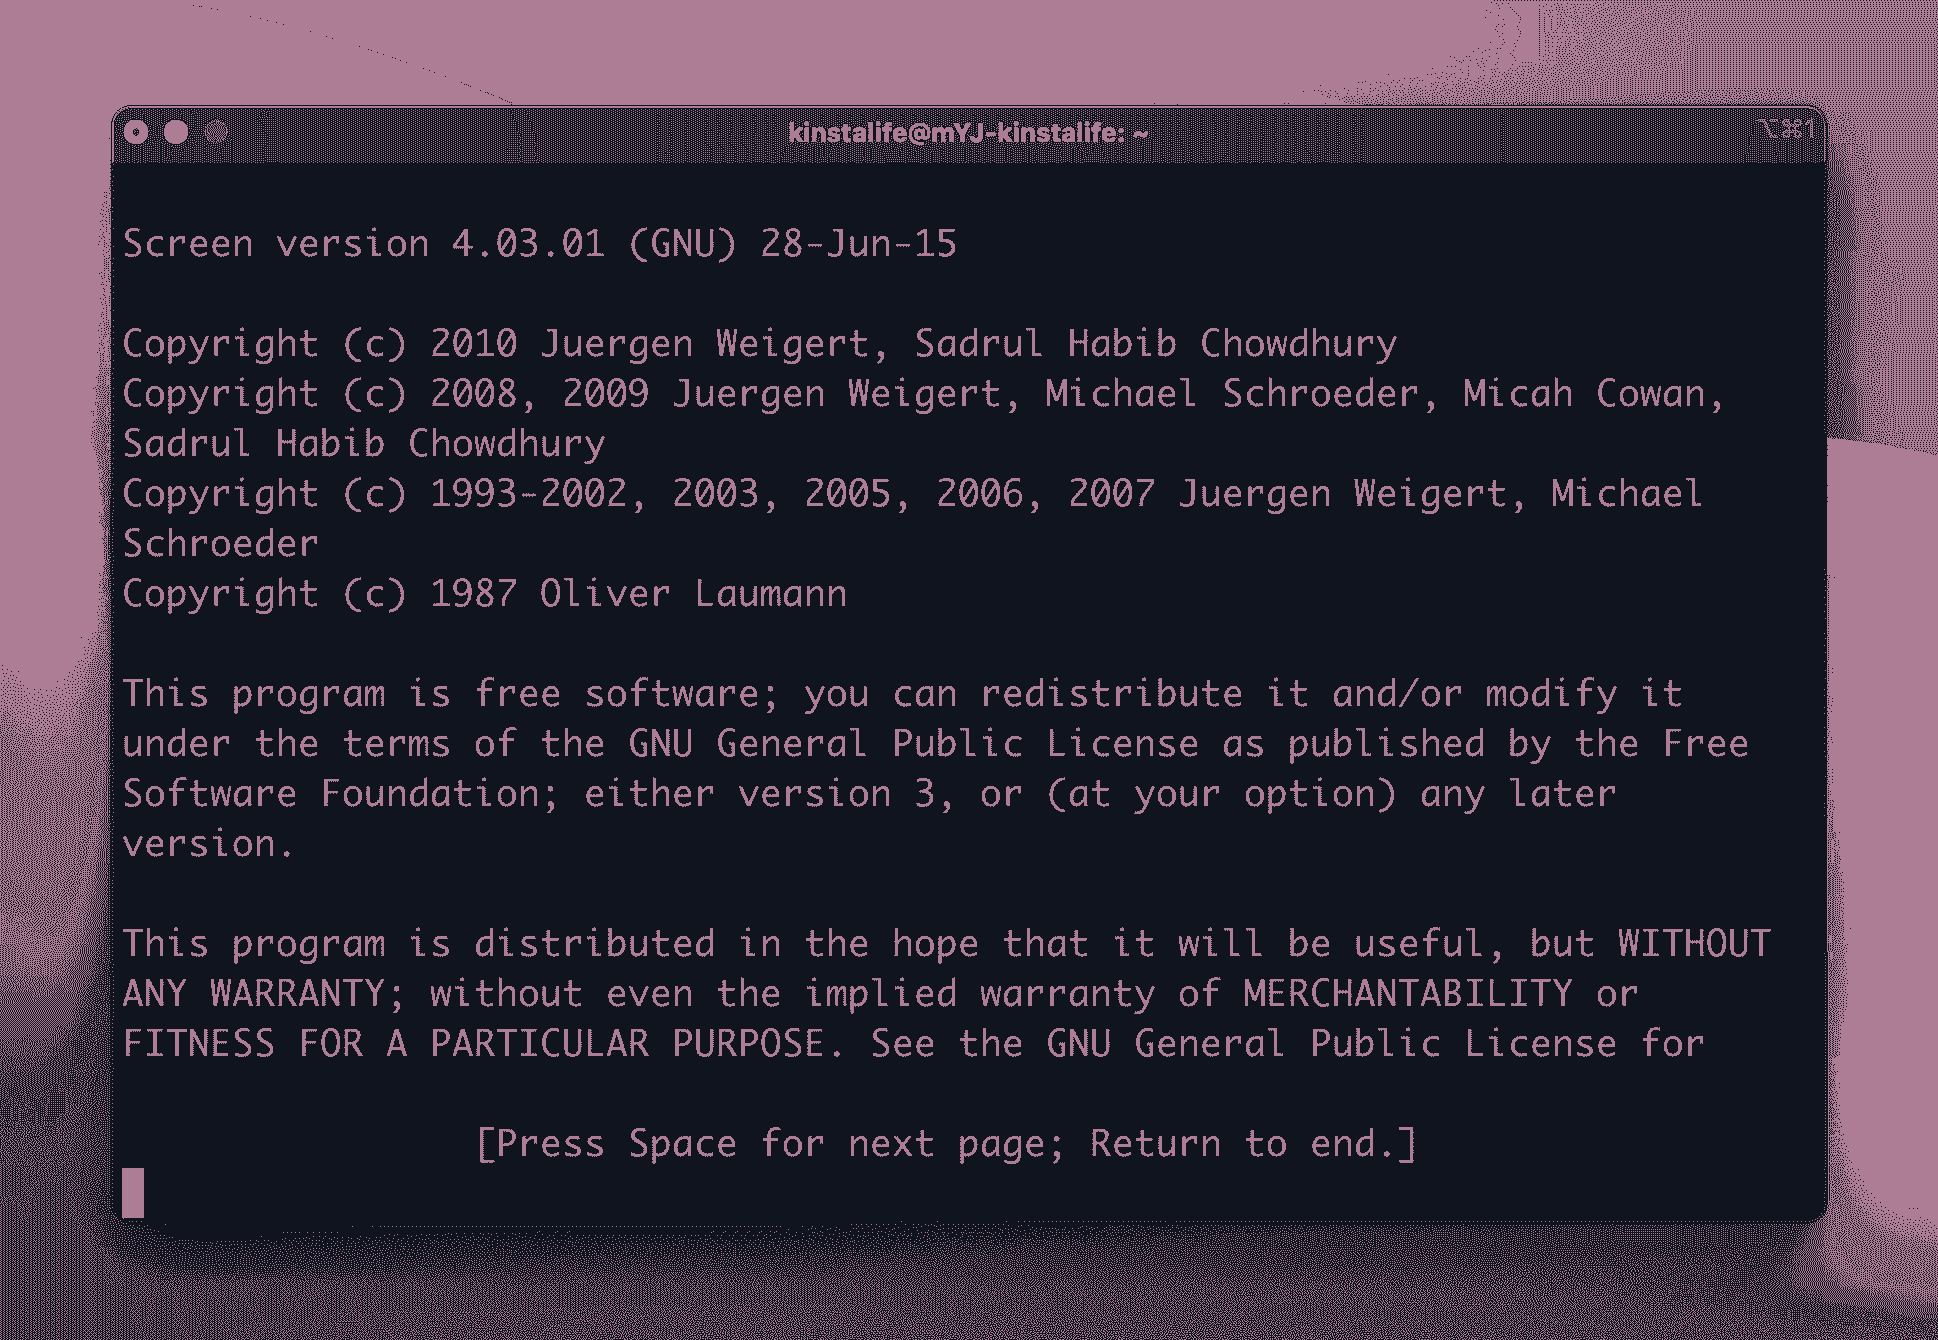 kinstalife@mYJ-kinstalife: ~
⌥⌘1
Screen version 4.03.01 (GNU) 28-Jun-15
Copyright (c) 2010 Juergen Weigert, Sadrul Habib Chowdhury
Copyright (c) 2008, 2009 Juergen Weigert, Michael Schroeder, Micah Cowan,
Sadrul Habib Chowdhury
Copyright (c) 1993-2002, 2003, 2005, 2006, 2007 Juergen Weigert, Michael
Schroeder
Copyright (c) 1987 Oliver Laumann
This program is free software; you can redistribute it and/or modify it
under the terms of the GNU General Public License as published by the Free
Software Foundation; either version 3, or (at your option) any later
version.
This program is distributed in the hope that it will be useful, but WITHOUT
ANY WARRANTY; without even the implied warranty of MERCHANTABILITY or
FITNESS FOR A PARTICULAR PURPOSE. See the GNU General Public License for
[Press Space for next page; Return to end.]